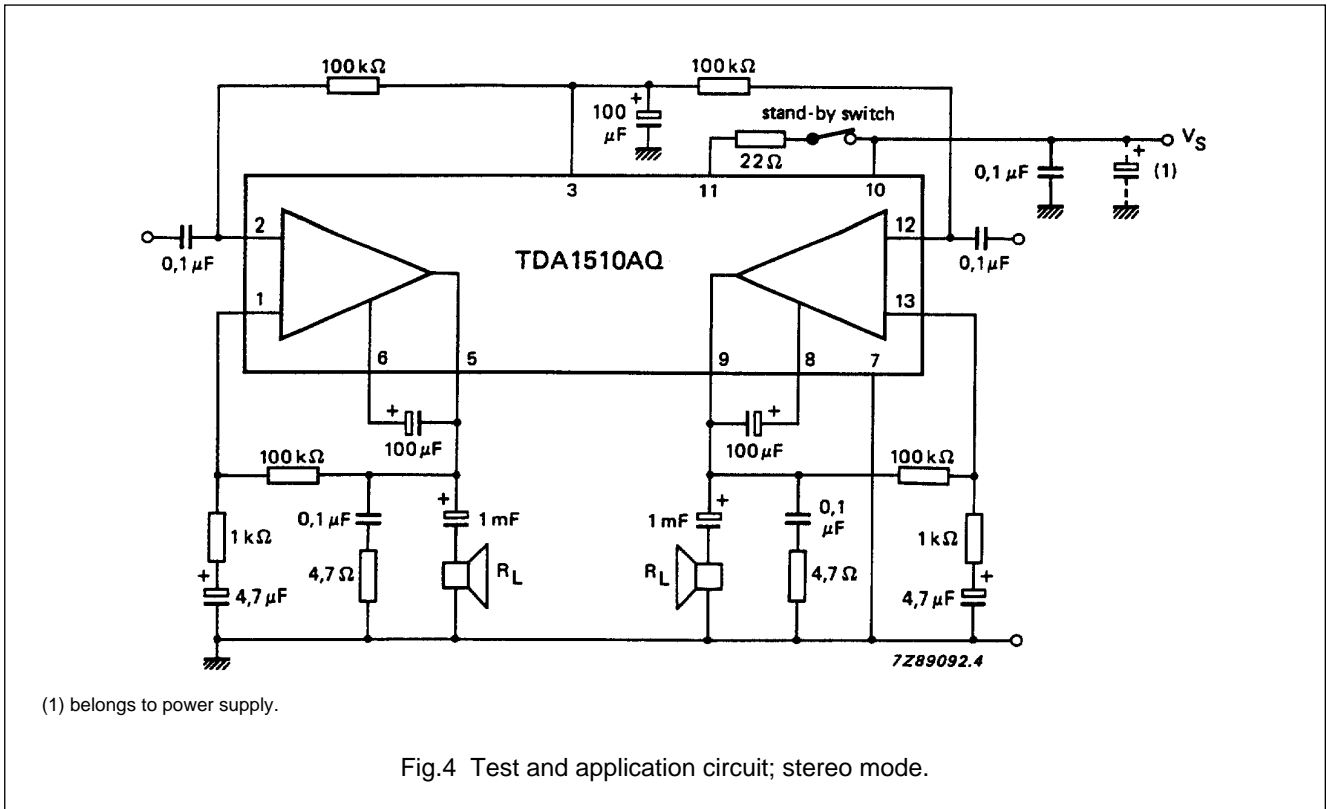 100 kΩ
100 kΩ
100
μF
+
stand-by switch
22Ω
VS
0,1 μF
+
(1)
3
11
10
2
12
0,1 μF
TDA1510AQ
0,1 μF
1
13
6
5
9
8
7
+
100 μF
+
100 μF
100 kΩ
100 kΩ
0,1 μF
+
1 mF
+
1 mF
0,1
μF
1 kΩ
1 kΩ
+
4,7 μF
4,7 Ω
RL
RL
4,7 Ω
+
4,7 μF
7Z89092.4
(1) belongs to power supply.
Fig.4 Test and application circuit; stereo mode.